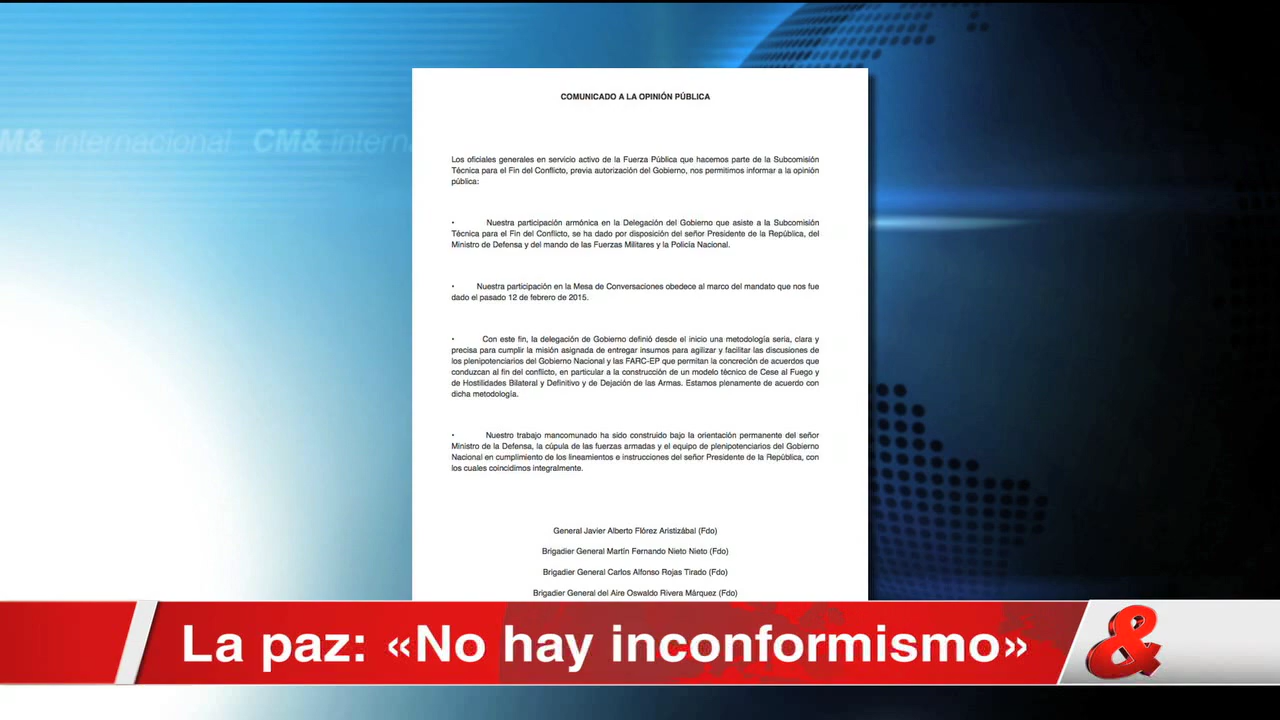 COMUNICADO A LA OPINIÓN PÚBLICA
M& internacional CM& intern
Los oficiales generales en servicio activo de la Fuerza Pública que hacemos parte de la Subcomisión
Técnica para el Fin del Conflicto, previa autorización del Gobierno, nos permitimos informar a la opinión
pública:
• Nuestra participación armónica en la Delegación del Gobierno que asiste a la Subcomisión
Técnica para el Fin del Conflicto, se ha dado por disposición del señor Presidente de la República, del
Ministro de Defensa y del mando de las Fuerzas Militares y la Policía Nacional.
• Nuestra participación en la Mesa de Conversaciones obedece al marco del mandato que nos fue
dado el pasado 12 de febrero de 2015.
• Con este fin, la delegación de Gobierno definió desde el inicio una metodología seria, clara y
precisa para cumplir la misión asignada de entregar insumos para agilizar y facilitar las discusiones de
los plenipotenciarios del Gobierno Nacional y las FARC-EP que permitan la concreción de acuerdos que
conduzcan al fin del conflicto, en particular a la construcción de un modelo técnico de Cese al Fuego y
de Hostilidades Bilateral y Definitivo y de Dejación de las Armas. Estamos plenamente de acuerdo con
dicha metodología.
• Nuestro trabajo mancomunado ha sido construido bajo la orientación permanente del señor
Ministro de la Defensa, la cúpula de las fuerzas armadas y el equipo de plenipotenciarios del Gobierno
Nacional en cumplimiento de los lineamientos e instrucciones del señor Presidente de la República, con
los cuales coincidimos integralmente.
General Javier Alberto Flórez Aristizábal (Fdo)
Brigadier General Martín Fernando Nieto Nieto (Fdo)
Brigadier General Carlos Alfonso Rojas Tirado (Fdo)
Brigadier General del Aire Oswaldo Rivera Márquez (Fdo)
La paz: «No hay inconformismo»
&